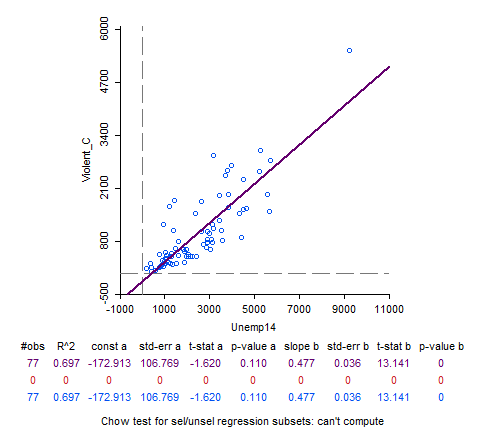 6000
4700
3400
2100
800
-500
Violent_C
-1000 1000 3000 5000 7000 9000 11000
Unemp14
#obs R^2 const a std-err a t-stat a p-value a slope b std-err b t-stat b p-value b
77 0.697 -172.913 106.769 -1.620 0.110 0.477 0.036 13.141 0
0 0 0 0 0 0 0 0 0 0
77 0.697 -172.913 106.769 -1.620 0.110 0.477 0.036 13.141 0
Chow test for sel/unsel regression subsets: can't compute